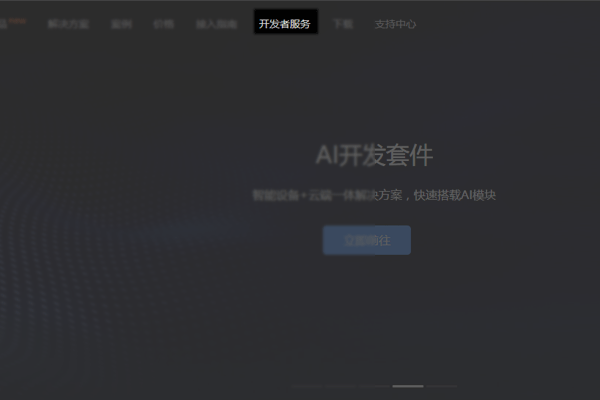 解决方案 案例 价格 接入指南 开发者服务 下载 支持中心
AI开发套件
智能设备+云端一体解决方案，快速搭载AI模块
立即前往